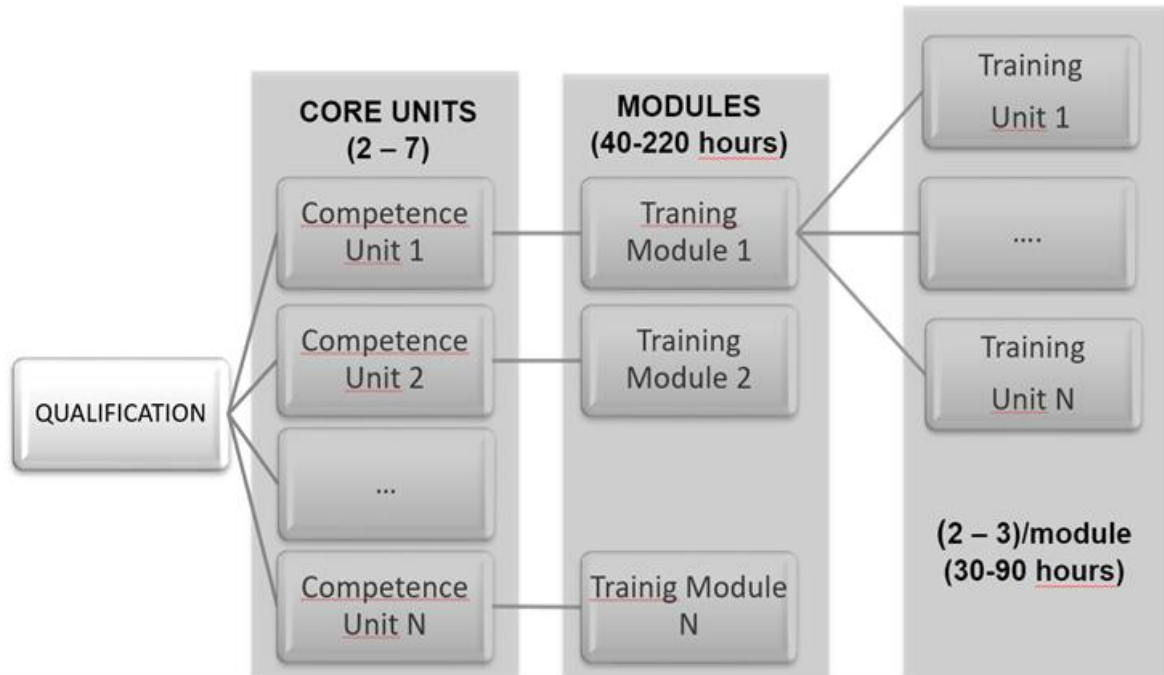 QUALIFICATION
CORE UNITS
(2 – 7)
Competence
Unit 1
Competence
Unit 2
...
Competence
Unit N
MODULES
(40-220 hours)
Traning
Module 1
Training
Module 2
Trainig Module
N
Training
Unit 1
....
Training
Unit N
(2 – 3)/module
(30-90 hours)